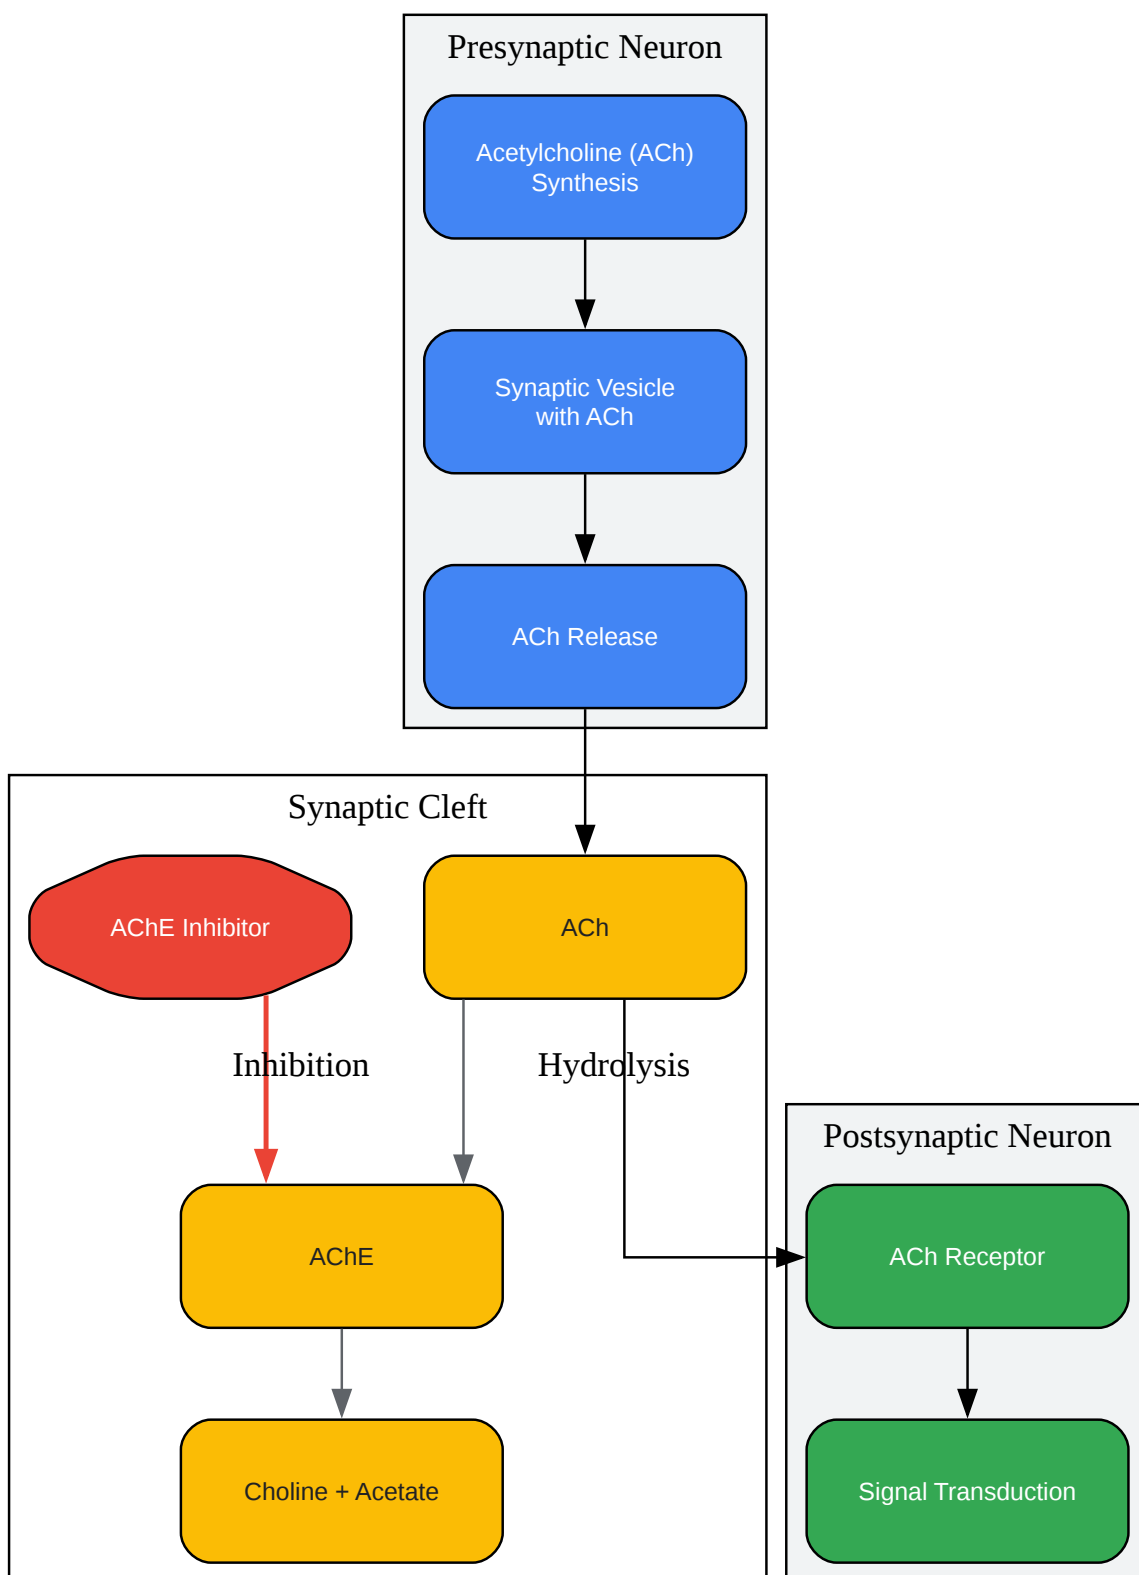 Presynaptic Neuron
Acetylcholine (ACh)
Synthesis
Synaptic Vesicle
with ACh
ACh Release
Synaptic Cleft
AChE Inhibitor
ACh
Inhibition
Hydrolysis
Postsynaptic Neuron
AChE
ACh Receptor
Choline + Acetate
Signal Transduction